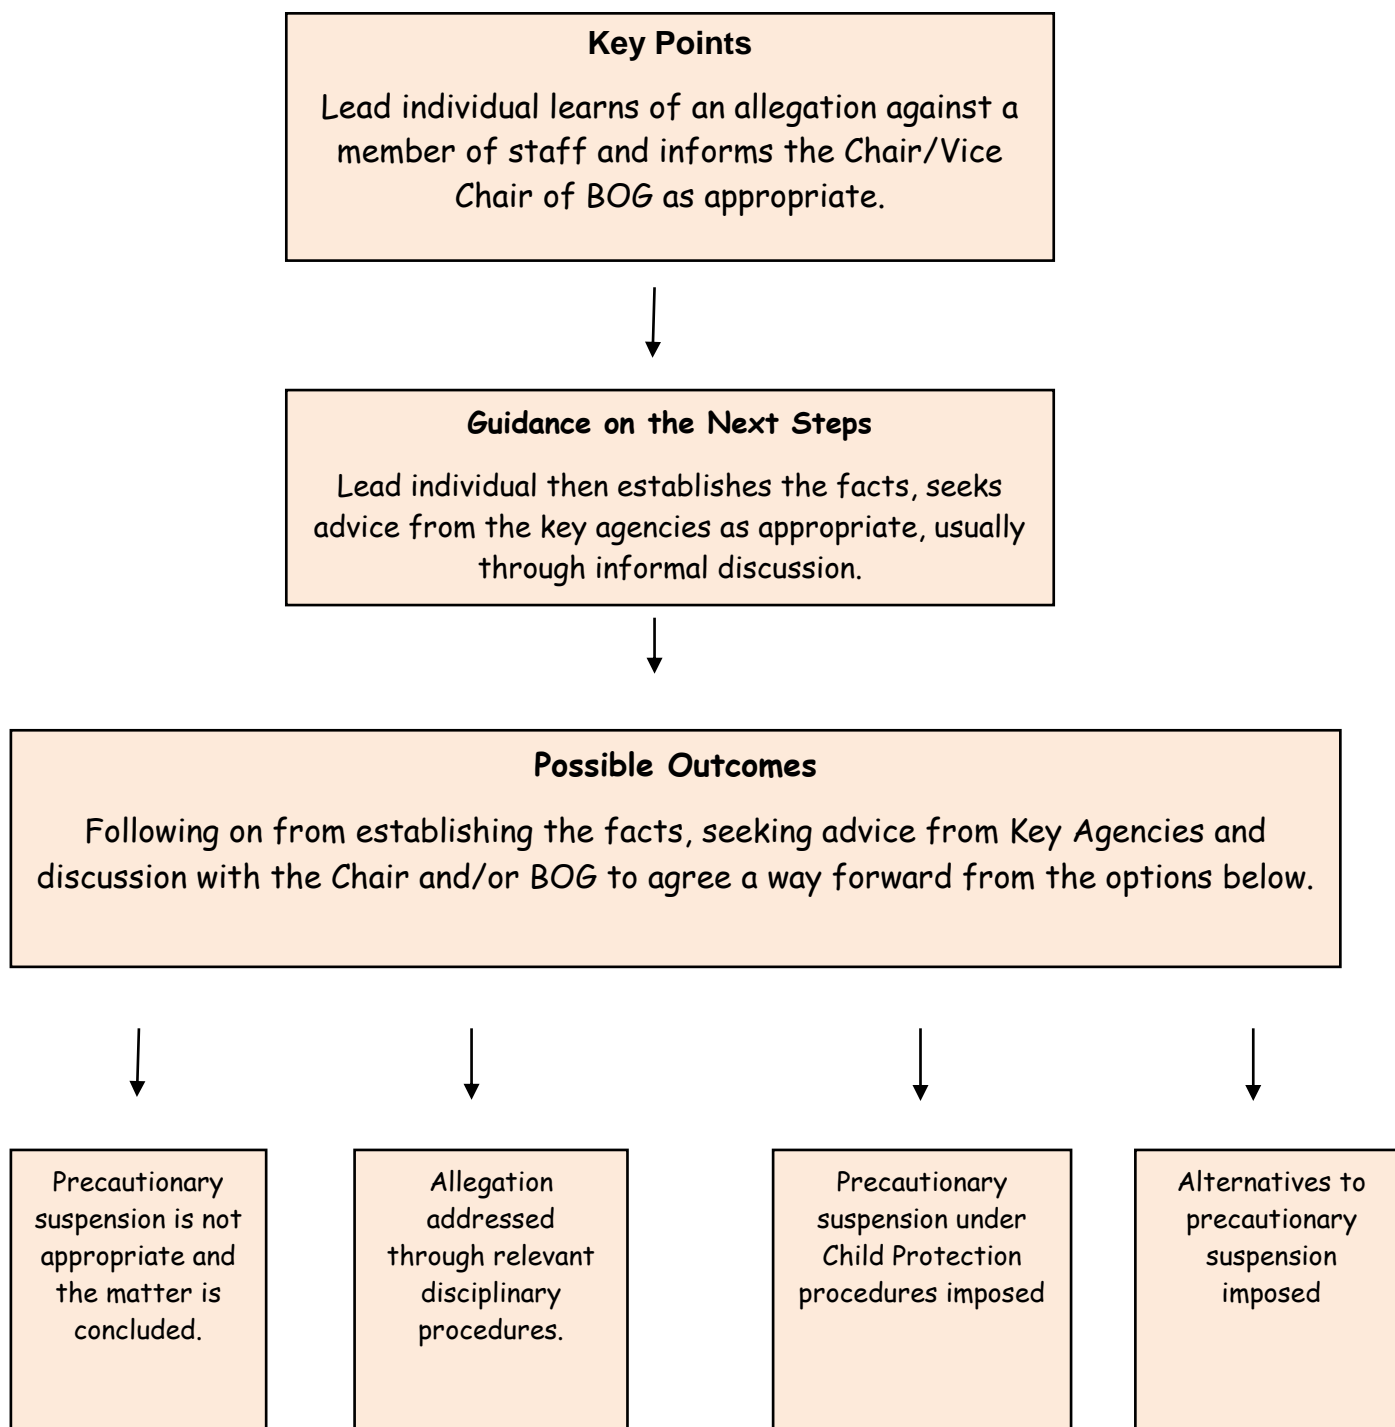 Key Points
Lead individual learns of an allegation against a
member of staff and informs the Chair/Vice
Chair of BOG as appropriate.
Guidance on the Next Steps
Lead individual then establishes the facts, seeks
advice from the key agencies as appropriate, usually
through informal discussion.
Possible Outcomes
Following on from establishing the facts, seeking advice from Key Agencies and
discussion with the Chair and/or BOG to agree a way forward from the options below.
Precautionary
suspension is not
appropriate and
the matter is
concluded.
Allegation
addressed
through relevant
disciplinary
procedures.
Precautionary
suspension under
Child Protection
procedures imposed
Alternatives to
precautionary
suspension
imposed